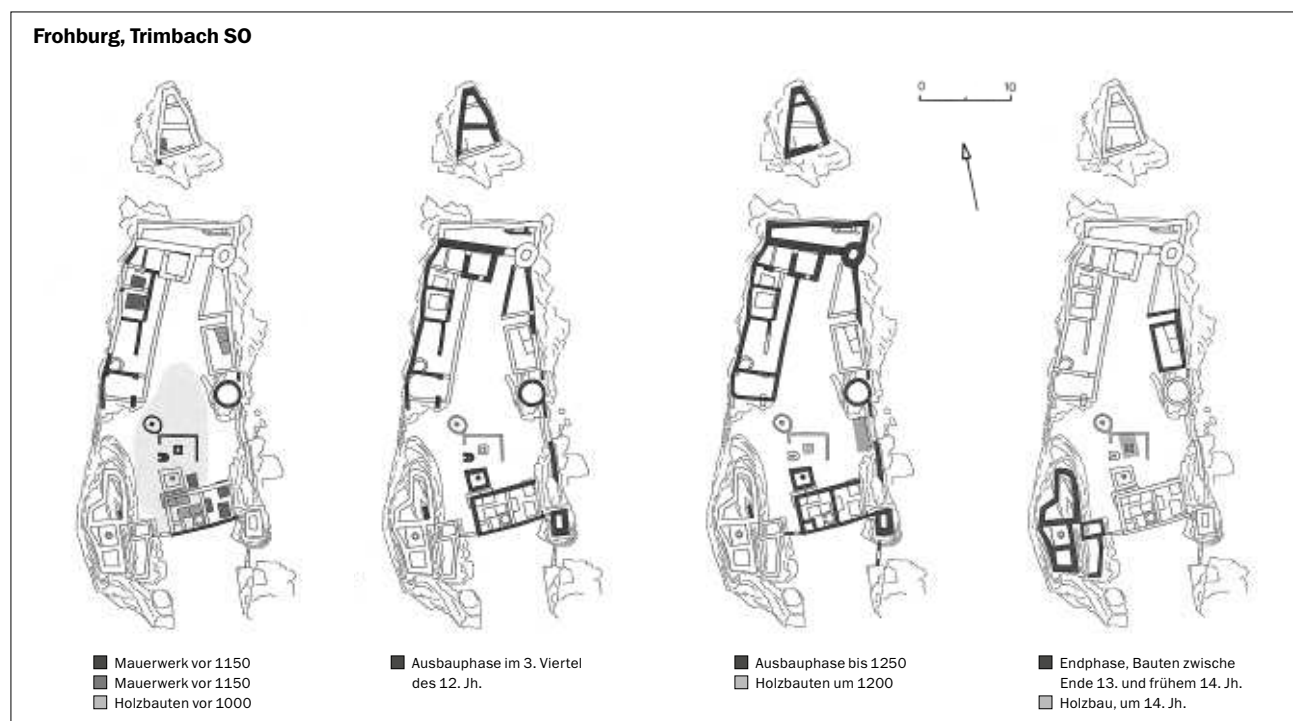 Frohburg, Trimbach SO
0 10
Mauerwerk vor 1150
Mauerwerk vor 1150
Holzbauten vor 1000
Ausbauphase im 3. Viertel
des 12. Jh.
Ausbauphase bis 1250
Holzbauten um 1200
Endphase, Bauten zwische
Ende 13. und frühem 14. Jh.
Holzbau, um 14. Jh.